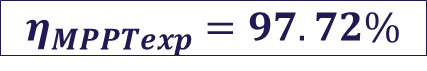 η_MPPTexp = 97.72%